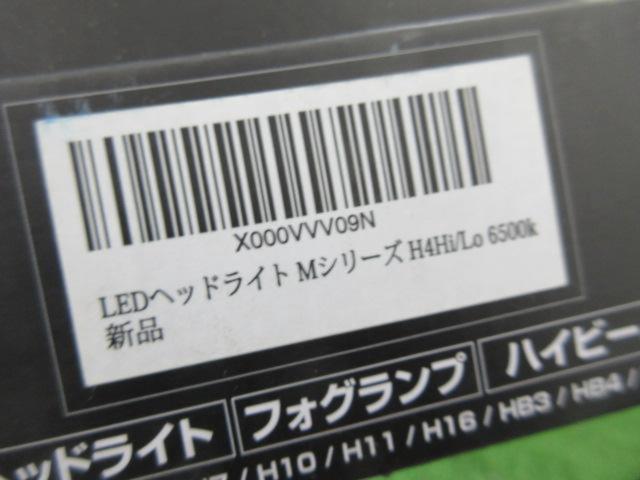 X000VVV09N
LEDヘッドライト Mシリーズ H4Hi/Lo 6500k
新品
ヘッドライト フォグランプ ハイビー
H10 / H11 / H16 / HB3 / HB4 /